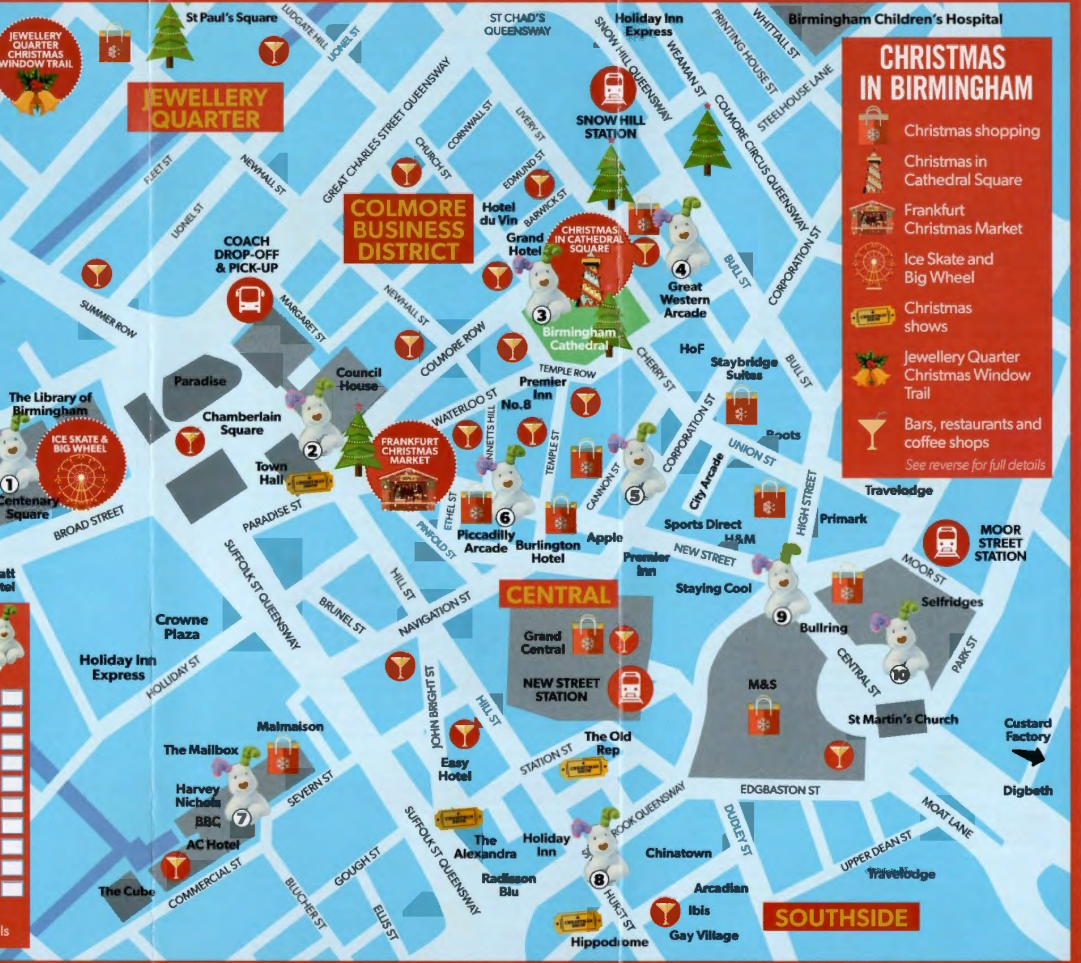 JEWELLERY
QUARTER
CHRISTMAS
WINDOW TRAIL
St Paul's Square
LUDGATE HILL
LIONEL ST
ST CHAD'S
QUEENSWAY
SNOW HILL QUEENSWAY
Holiday Inn
Express
WEAMAN ST
PRINTING HOUSE ST
WHITTALL ST
Birmingham Children's Hospital
STEELHOUSE LANE
JEWELLERY
QUARTER
GREAT CHARLES STREET QUEENSWAY
SNOW HILL
STATION
COLMORE CIRCUS QUEENSWAY
CHRISTMAS
IN BIRMINGHAM
Christmas shopping
Christmas in
Cathedral Square
Frankfurt
Christmas Market
Ice Skate and
Big Wheel
Christmas
shows
Jewellery Quarter
Christmas Window
Trail
Bars, restaurants and
coffee shops
See reverse for full details
FLEET ST
NEWHALL ST
LIONEL ST
CHURCH ST
CORNWALL ST
LIVERY ST
EDMUND ST
BARWICK ST
COLMORE
BUSINESS
DISTRICT
Hotel
du Vin
Grand
Hotel
CHRISTMAS
IN CATHEDRAL
SQUARE
4
Great
Western
Arcade
BULL ST
CORPORATION ST
COACH
DROP-OFF
& PICK-UP
SUMMER ROW
MARGARET ST
NEWHALL ST
COLMORE ROW
3
Birmingham
Cathedral
TEMPLE ROW
CHERRY ST
HoF
Staybridge
Suites
BULL ST
Paradise
Council
House
Premier
Inn
No.8
WATERLOO ST
The Library of
Birmingham
ICE SKATE &
BIG WHEEL
1
Centenary
Square
Chamberlain
Square
2
Town
Hall
FRANKFURT
CHRISTMAS
MARKET
TEMPLE ST
CANNON ST
5
CORPORATION ST
City Arcade
UNION ST
Boots
HIGH STREET
Travelodge
BROAD STREET
PARADISE ST
ETHEL ST
PINFOLD ST
6
Piccadilly
Arcade
Burlington
Hotel
Apple
Sports Direct
H&M
Primark
NEW STREET
Premier
Inn
Staying Cool
MOOR
STREET
STATION
MOOR ST
SUFFOLK ST QUEENSWAY
BRUNEL ST
HILL ST
NAVIGATION ST
CENTRAL
Grand
Central
NEW STREET
STATION
9
Bullring
Selfridges
10
CENTRAL ST
PARK ST
Crowne
Plaza
Holiday Inn
Express
HOLLIDAY ST
JOHN BRIGHT ST
HILL ST
M&S
St Martin's Church
Custard
Factory
Digbeth
Malmaison
The Mailbox
Harvey
Nichols
BBC
7
AC Hotel
SEVERN ST
The Cube
COMMERCIAL ST
BLUCHER ST
GOUGH ST
ELLIS ST
SUFFOLK ST QUEENSWAY
Easy
Hotel
STATION ST
The Old
Rep
The
Alexandra
Radisson
Blu
Holiday
Inn
8
HURST ST
Hippodrome
EDGBASTON ST
DUDLEY ST
Chinatown
Arcadian
Ibis
Gay Village
MOAT LANE
UPPER DEAN ST
Travelodge
SOUTHSIDE